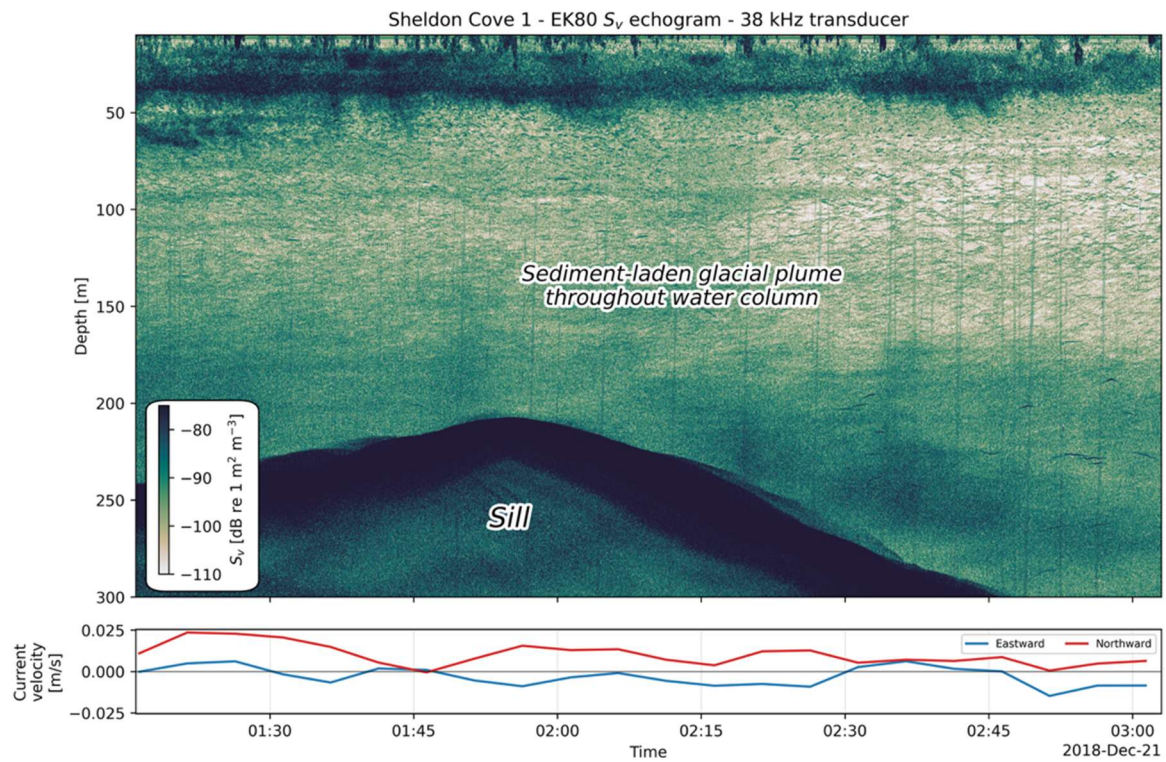 Sheldon Cove 1 - EK80 Sv echogram - 38 kHz transducer
50
100
150
200
250
300
Depth [m]
Sediment-laden glacial plume
throughout water column
Sill
−80
−90
−100
−110
Sv [dB re 1 m² m⁻³]
0.025
0.000
−0.025
Current
velocity
[m/s]
Eastward
Northward
01:30
01:45
02:00
02:15
02:30
02:45
03:00
Time
2018-Dec-21